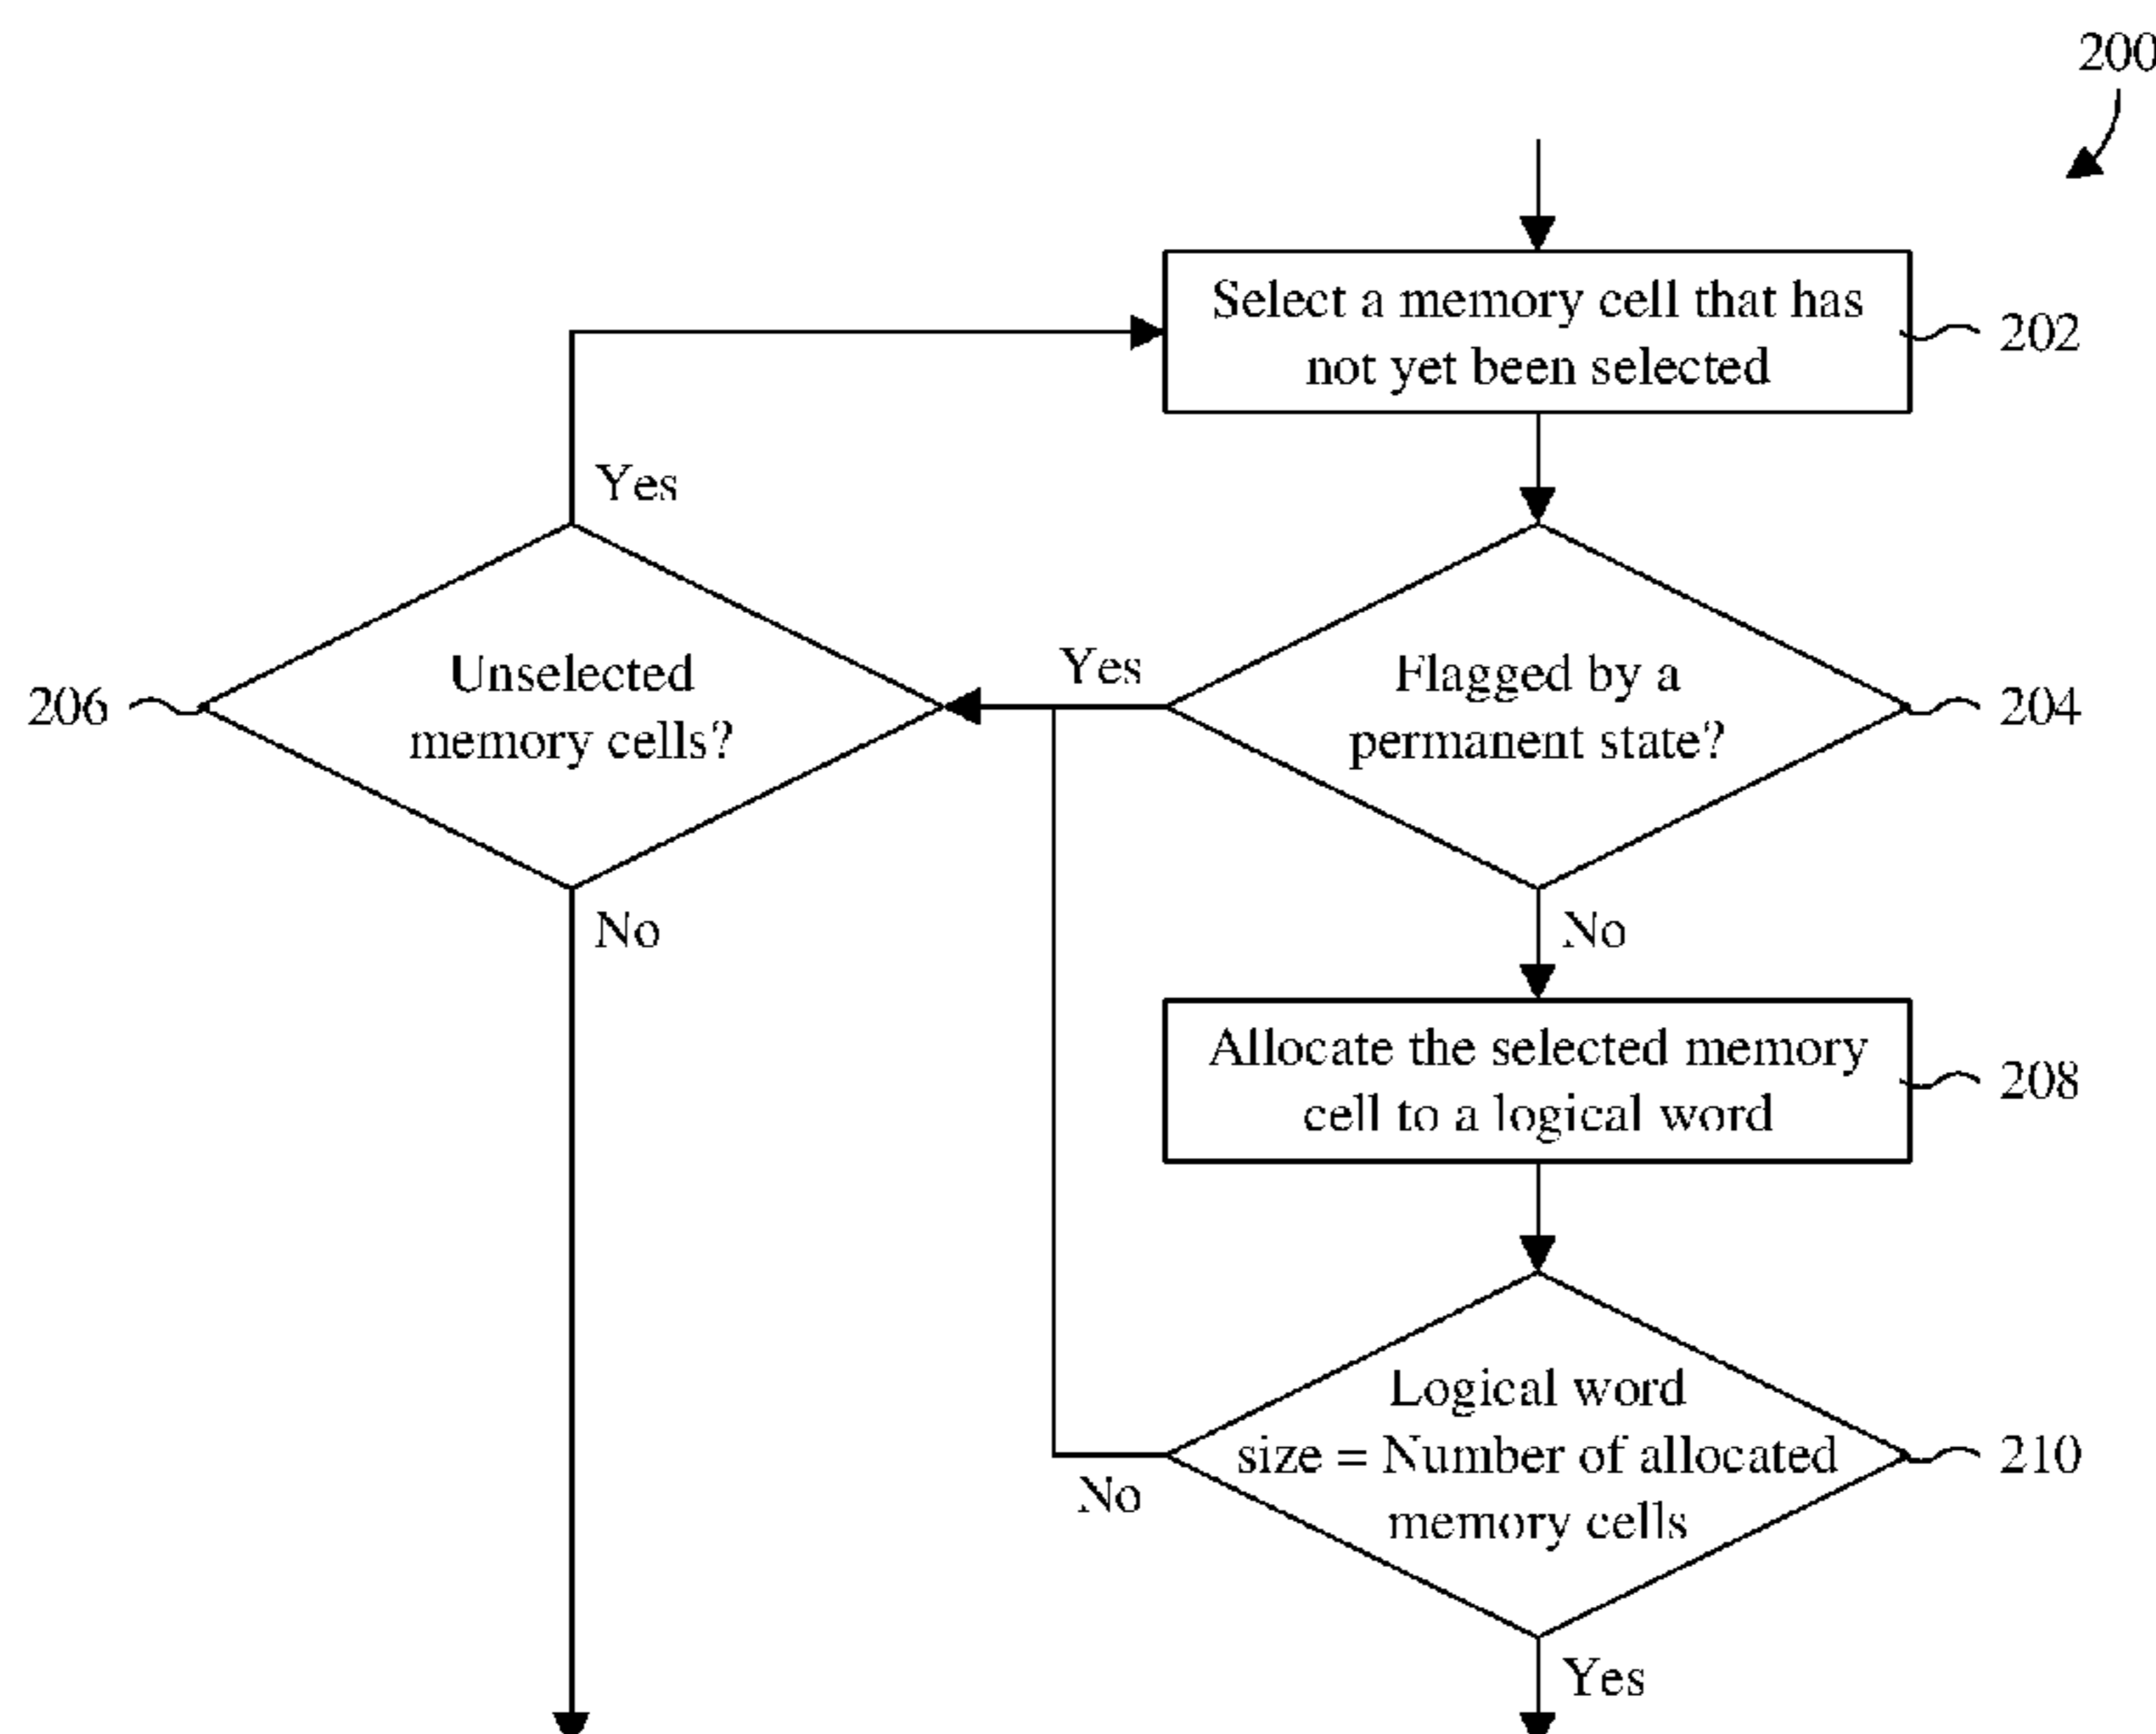 200
Select a memory cell that has
not yet been selected
202
Yes
Unselected
memory cells?
206
Yes
Flagged by a
permanent state?
204
No
No
Allocate the selected memory
cell to a logical word
208
Logical word
size = Number of allocated
memory cells
210
No
Yes